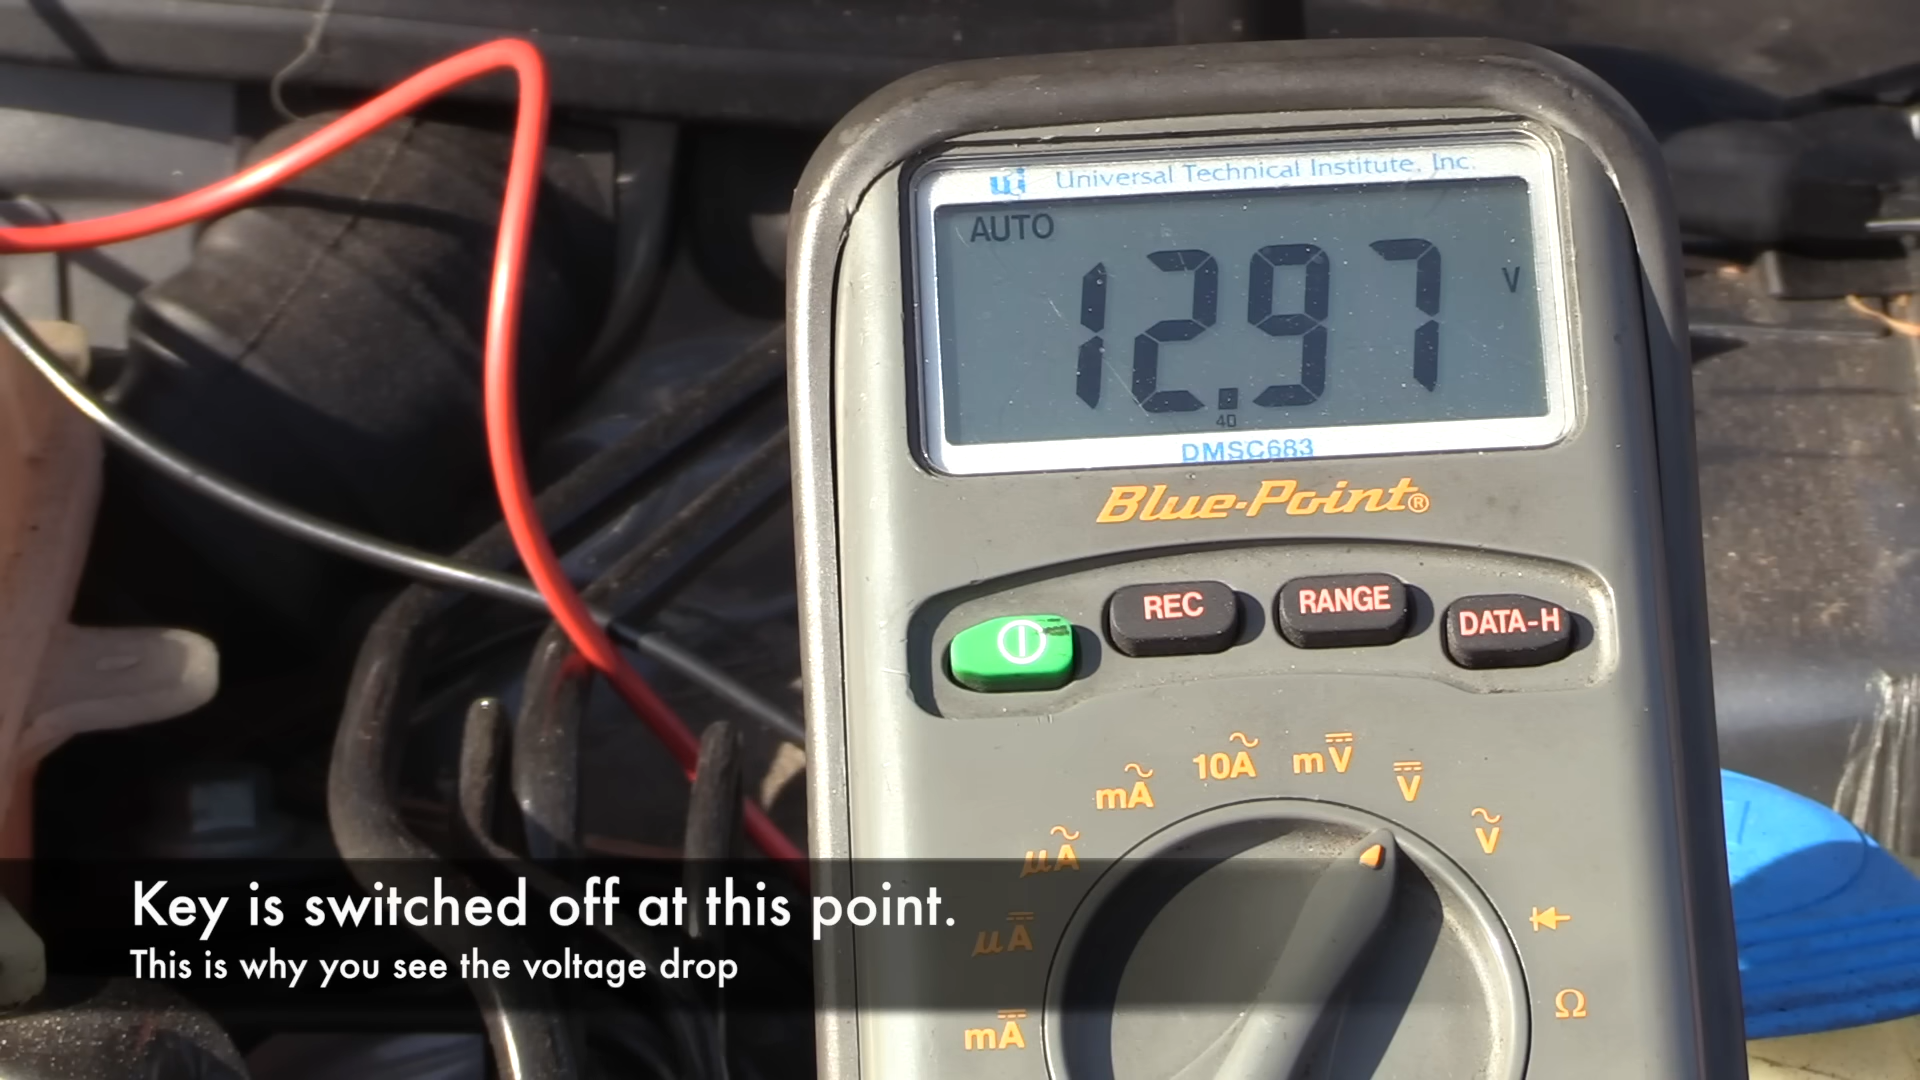 uti Universal Technical Institute, Inc.
AUTO
12.97 V
40
DMSC683
Blue-Point®
REC RANGE DATA-H
10A mV
mA V
V
µA
Key is switched off at this point.
µA
This is why you see the voltage drop
Ω
mA